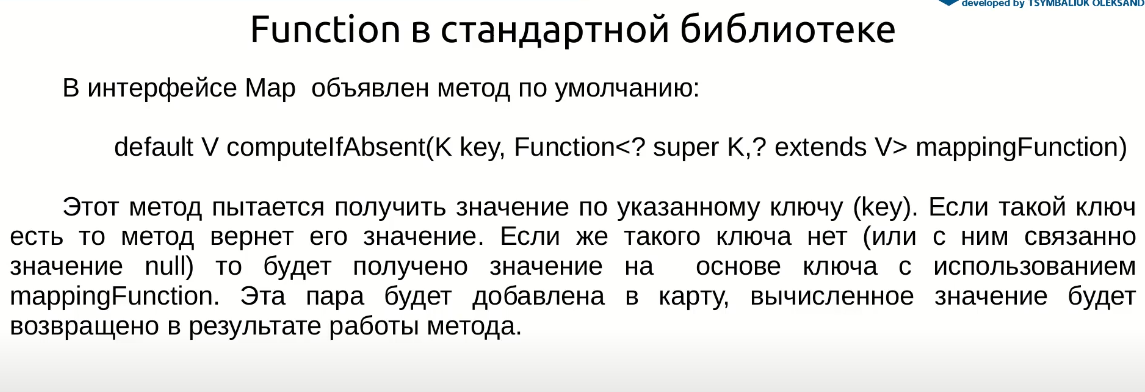 developed by TSYMBALIUK OLEKSAND
Function в стандартной библиотеке
В интерфейсе Map объявлен метод по умолчанию:
default V computeIfAbsent(K key, Function<? super K,? extends V> mappingFunction)
Этот метод пытается получить значение по указанному ключу (key). Если такой ключ
есть то метод вернет его значение. Если же такого ключа нет (или с ним связанно
значение null) то будет получено значение на основе ключа с использованием
mappingFunction. Эта пара будет добавлена в карту, вычисленное значение будет
возвращено в результате работы метода.